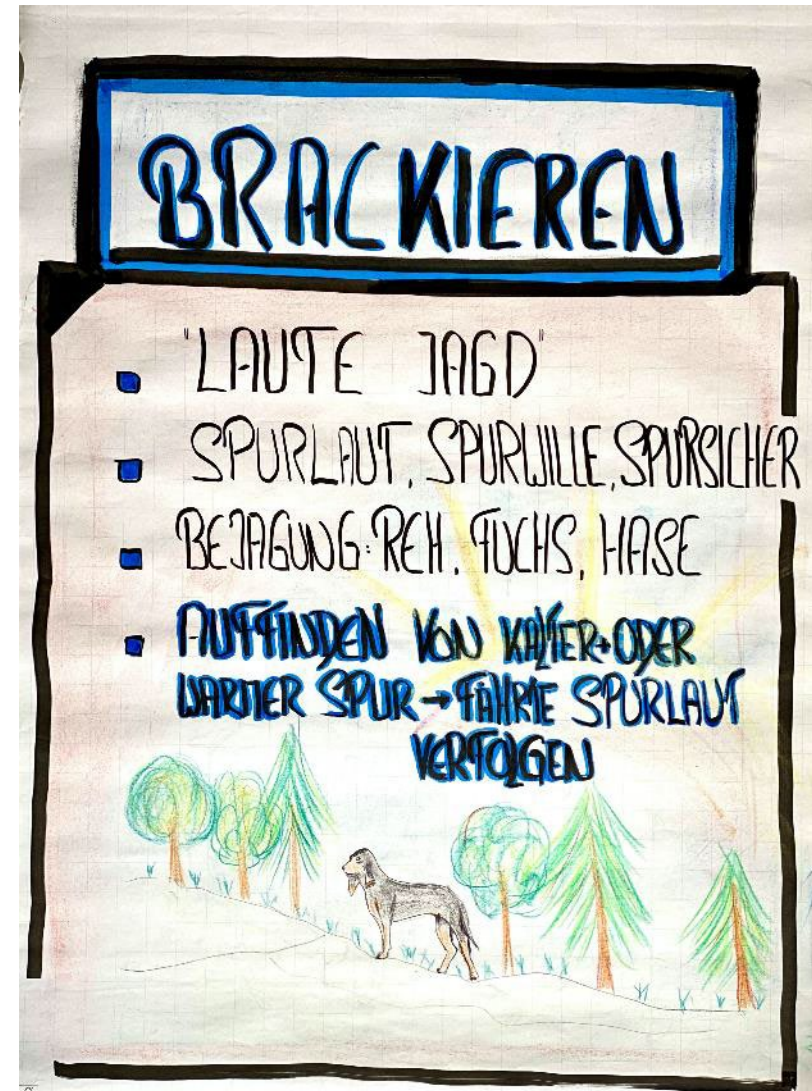 BRACKIEREN
"LAUTE JAGD"
SPURLAUT, SPURWILLE, SPURSICHER
BEJAGUNG: REH, FUCHS, HASE
AUFFINDEN VON KALTER+ODER
WARMER SPUR → FÄHRTE SPURLAUT
VERFOLGEN